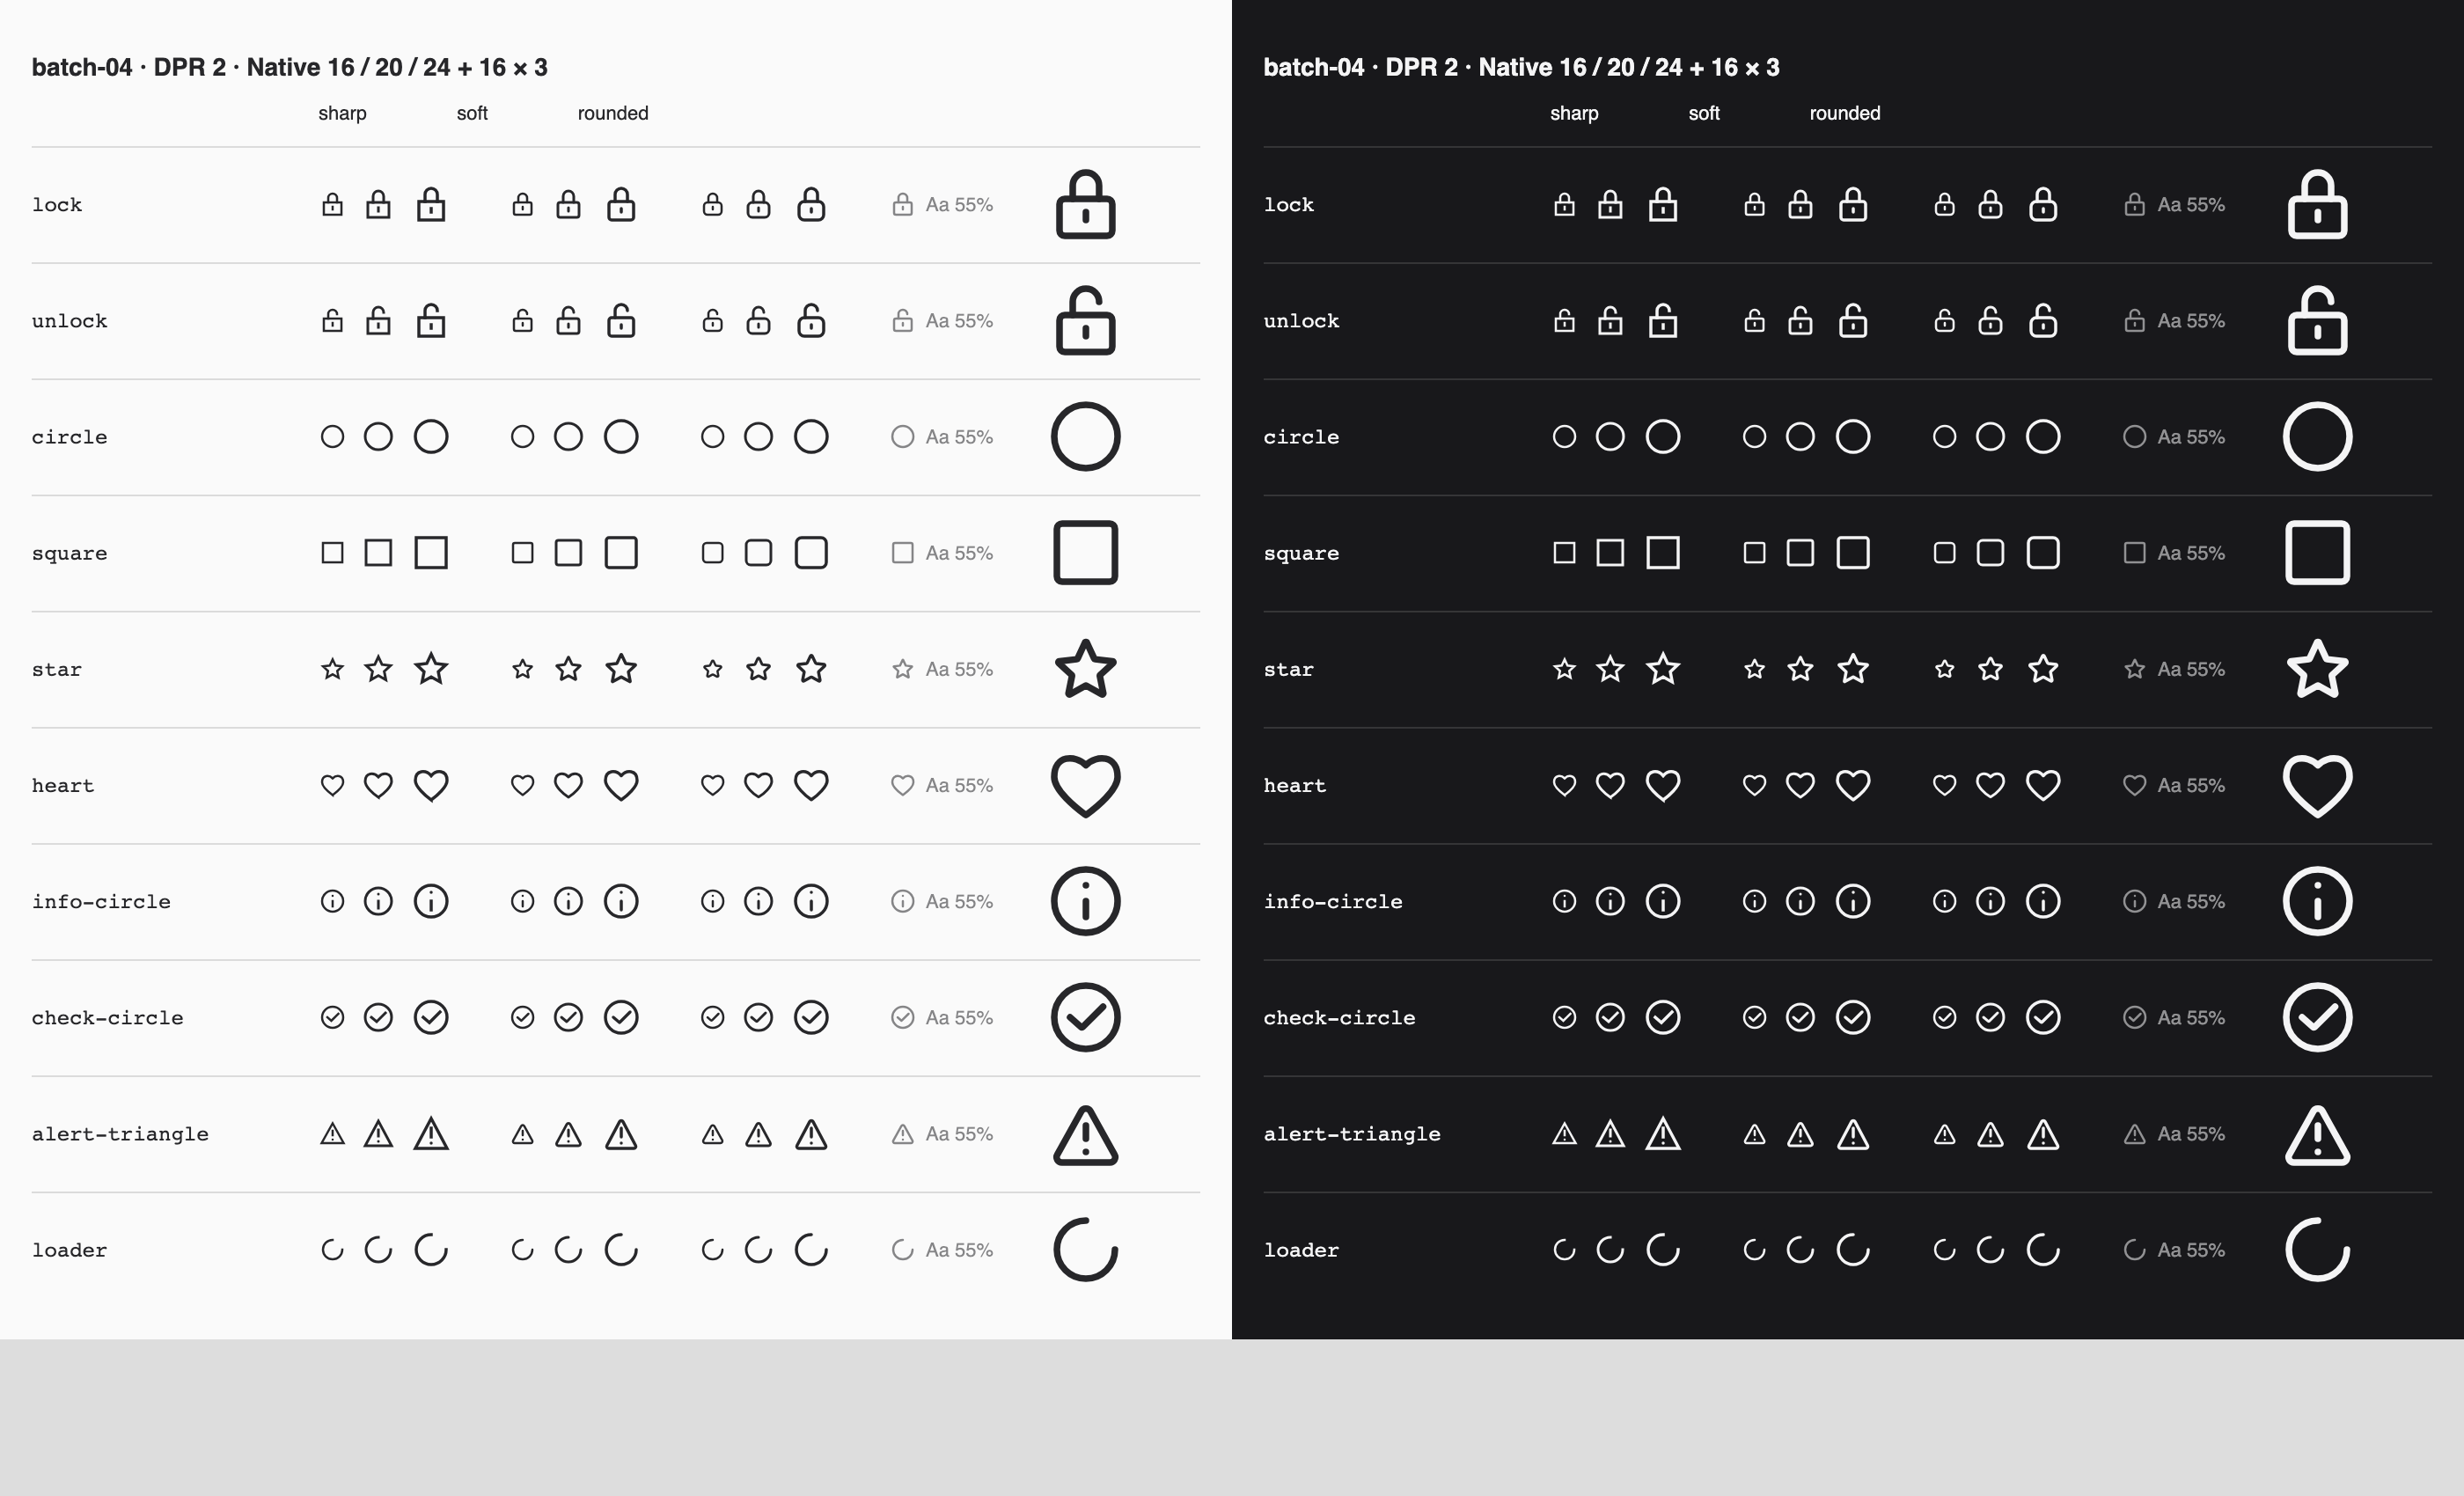 batch-04 · DPR 2 · Native 16 / 20 / 24 + 16 × 3
sharp soft rounded
lock Aa 55%
unlock Aa 55%
circle Aa 55%
square Aa 55%
star Aa 55%
heart Aa 55%
info-circle Aa 55%
check-circle Aa 55%
alert-triangle Aa 55%
loader Aa 55%
batch-04 · DPR 2 · Native 16 / 20 / 24 + 16 × 3
sharp soft rounded
lock Aa 55%
unlock Aa 55%
circle Aa 55%
square Aa 55%
star Aa 55%
heart Aa 55%
info-circle Aa 55%
check-circle Aa 55%
alert-triangle Aa 55%
loader Aa 55%